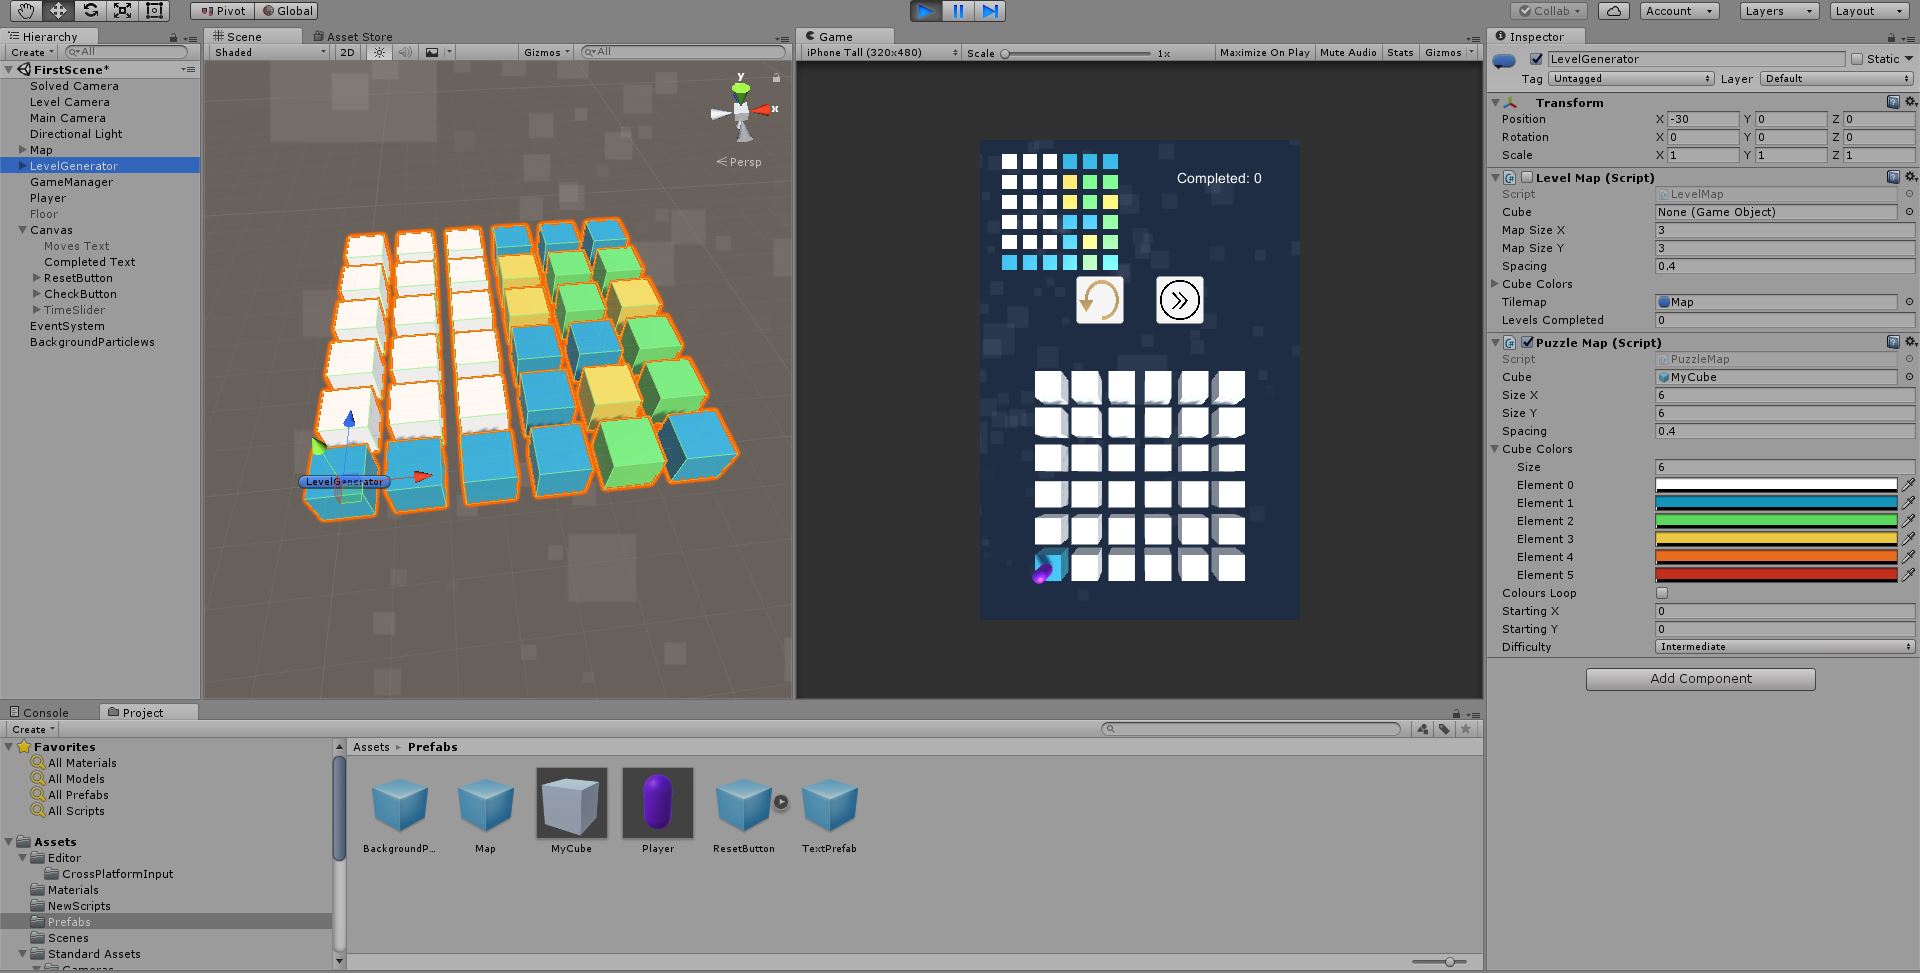 Pivot Global Collab Account Layers Layout
Hierarchy
Create All
FirstScene*
Solved Camera
Level Camera
Main Camera
Directional Light
Map
LevelGenerator
GameManager
Player
Floor
Canvas
Moves Text
Completed Text
ResetButton
CheckButton
TimeSlider
EventSystem
BackgroundParticlews
Scene Asset Store
Shaded 2D Gizmos All
y
x
Persp
LevelGenerator
Game
iPhone Tall (320x480) Scale 1x Maximize On Play Mute Audio Stats Gizmos
Completed: 0
Inspector
LevelGenerator Static
Tag Untagged Layer Default
Transform
Position X -30 Y 0 Z 0
Rotation X 0 Y 0 Z 0
Scale X 1 Y 1 Z 1
Level Map (Script)
Script LevelMap
Cube None (Game Object)
Map Size X 3
Map Size Y 3
Spacing 0.4
Cube Colors
Tilemap Map
Levels Completed 0
Puzzle Map (Script)
Script PuzzleMap
Cube MyCube
Size X 6
Size Y 6
Spacing 0.4
Cube Colors
Size 6
Element 0
Element 1
Element 2
Element 3
Element 4
Element 5
Colours Loop
Starting X 0
Starting Y 0
Difficulty Intermediate
Add Component
Console Project
Create
Favorites
All Materials
All Models
All Prefabs
All Scripts
Assets
Editor
CrossPlatformInput
Materials
NewScripts
Prefabs
Scenes
Standard Assets
Cameras
Assets Prefabs
BackgroundP... Map MyCube Player ResetButton TextPrefab